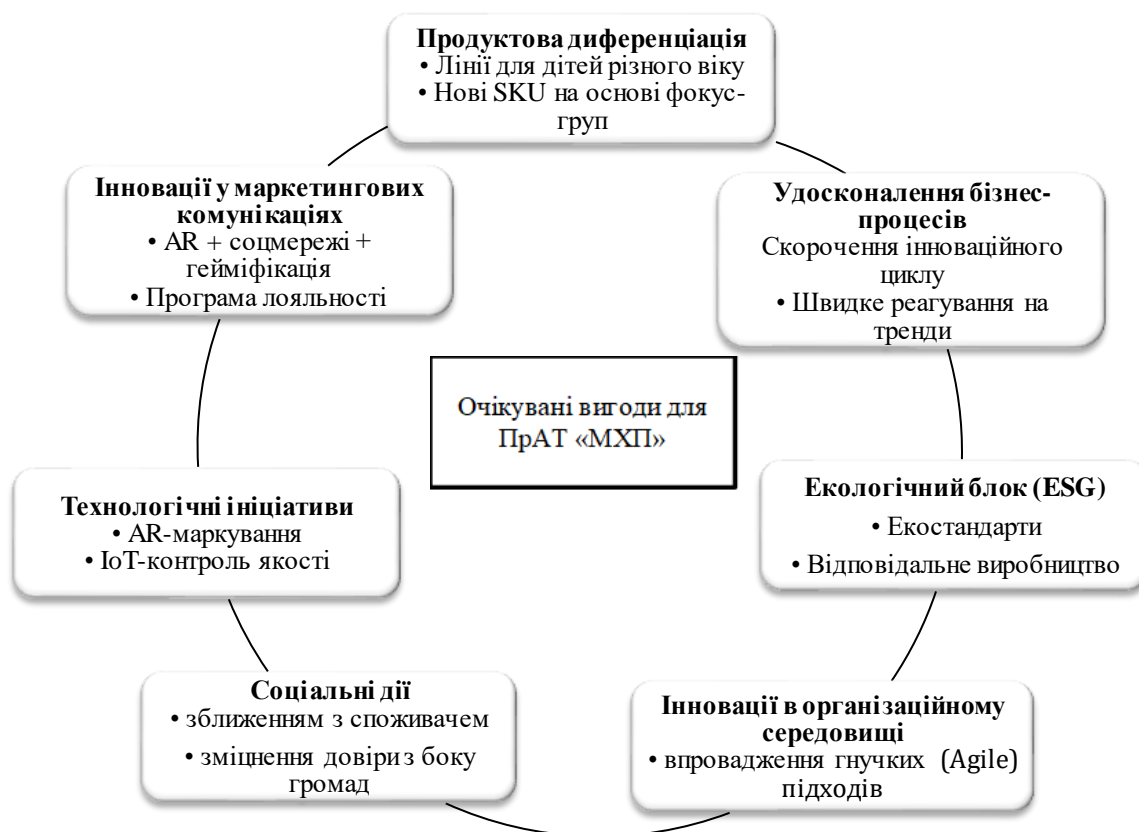 Продуктова диференціація
• Лінії для дітей різного віку
• Нові SKU на основі фокус-
груп
Інновації у маркетингових
комунікаціях
• AR + соцмережі +
гейміфікація
• Програма лояльності
Удосконалення бізнес-
процесів
Скорочення інноваційного
циклу
• Швидке реагування на
тренди
Очікувані вигоди для
ПрАТ «МХП»
Технологічні ініціативи
• AR-маркування
• IoT-контроль якості
Екологічний блок (ESG)
• Екостандарти
• Відповідальне виробництво
Соціальні дії
• зближенням з споживачем
• зміцнення довіри з боку
громад
Інновації в організаційному
середовищі
• впровадження гнучких (Agile)
підходів